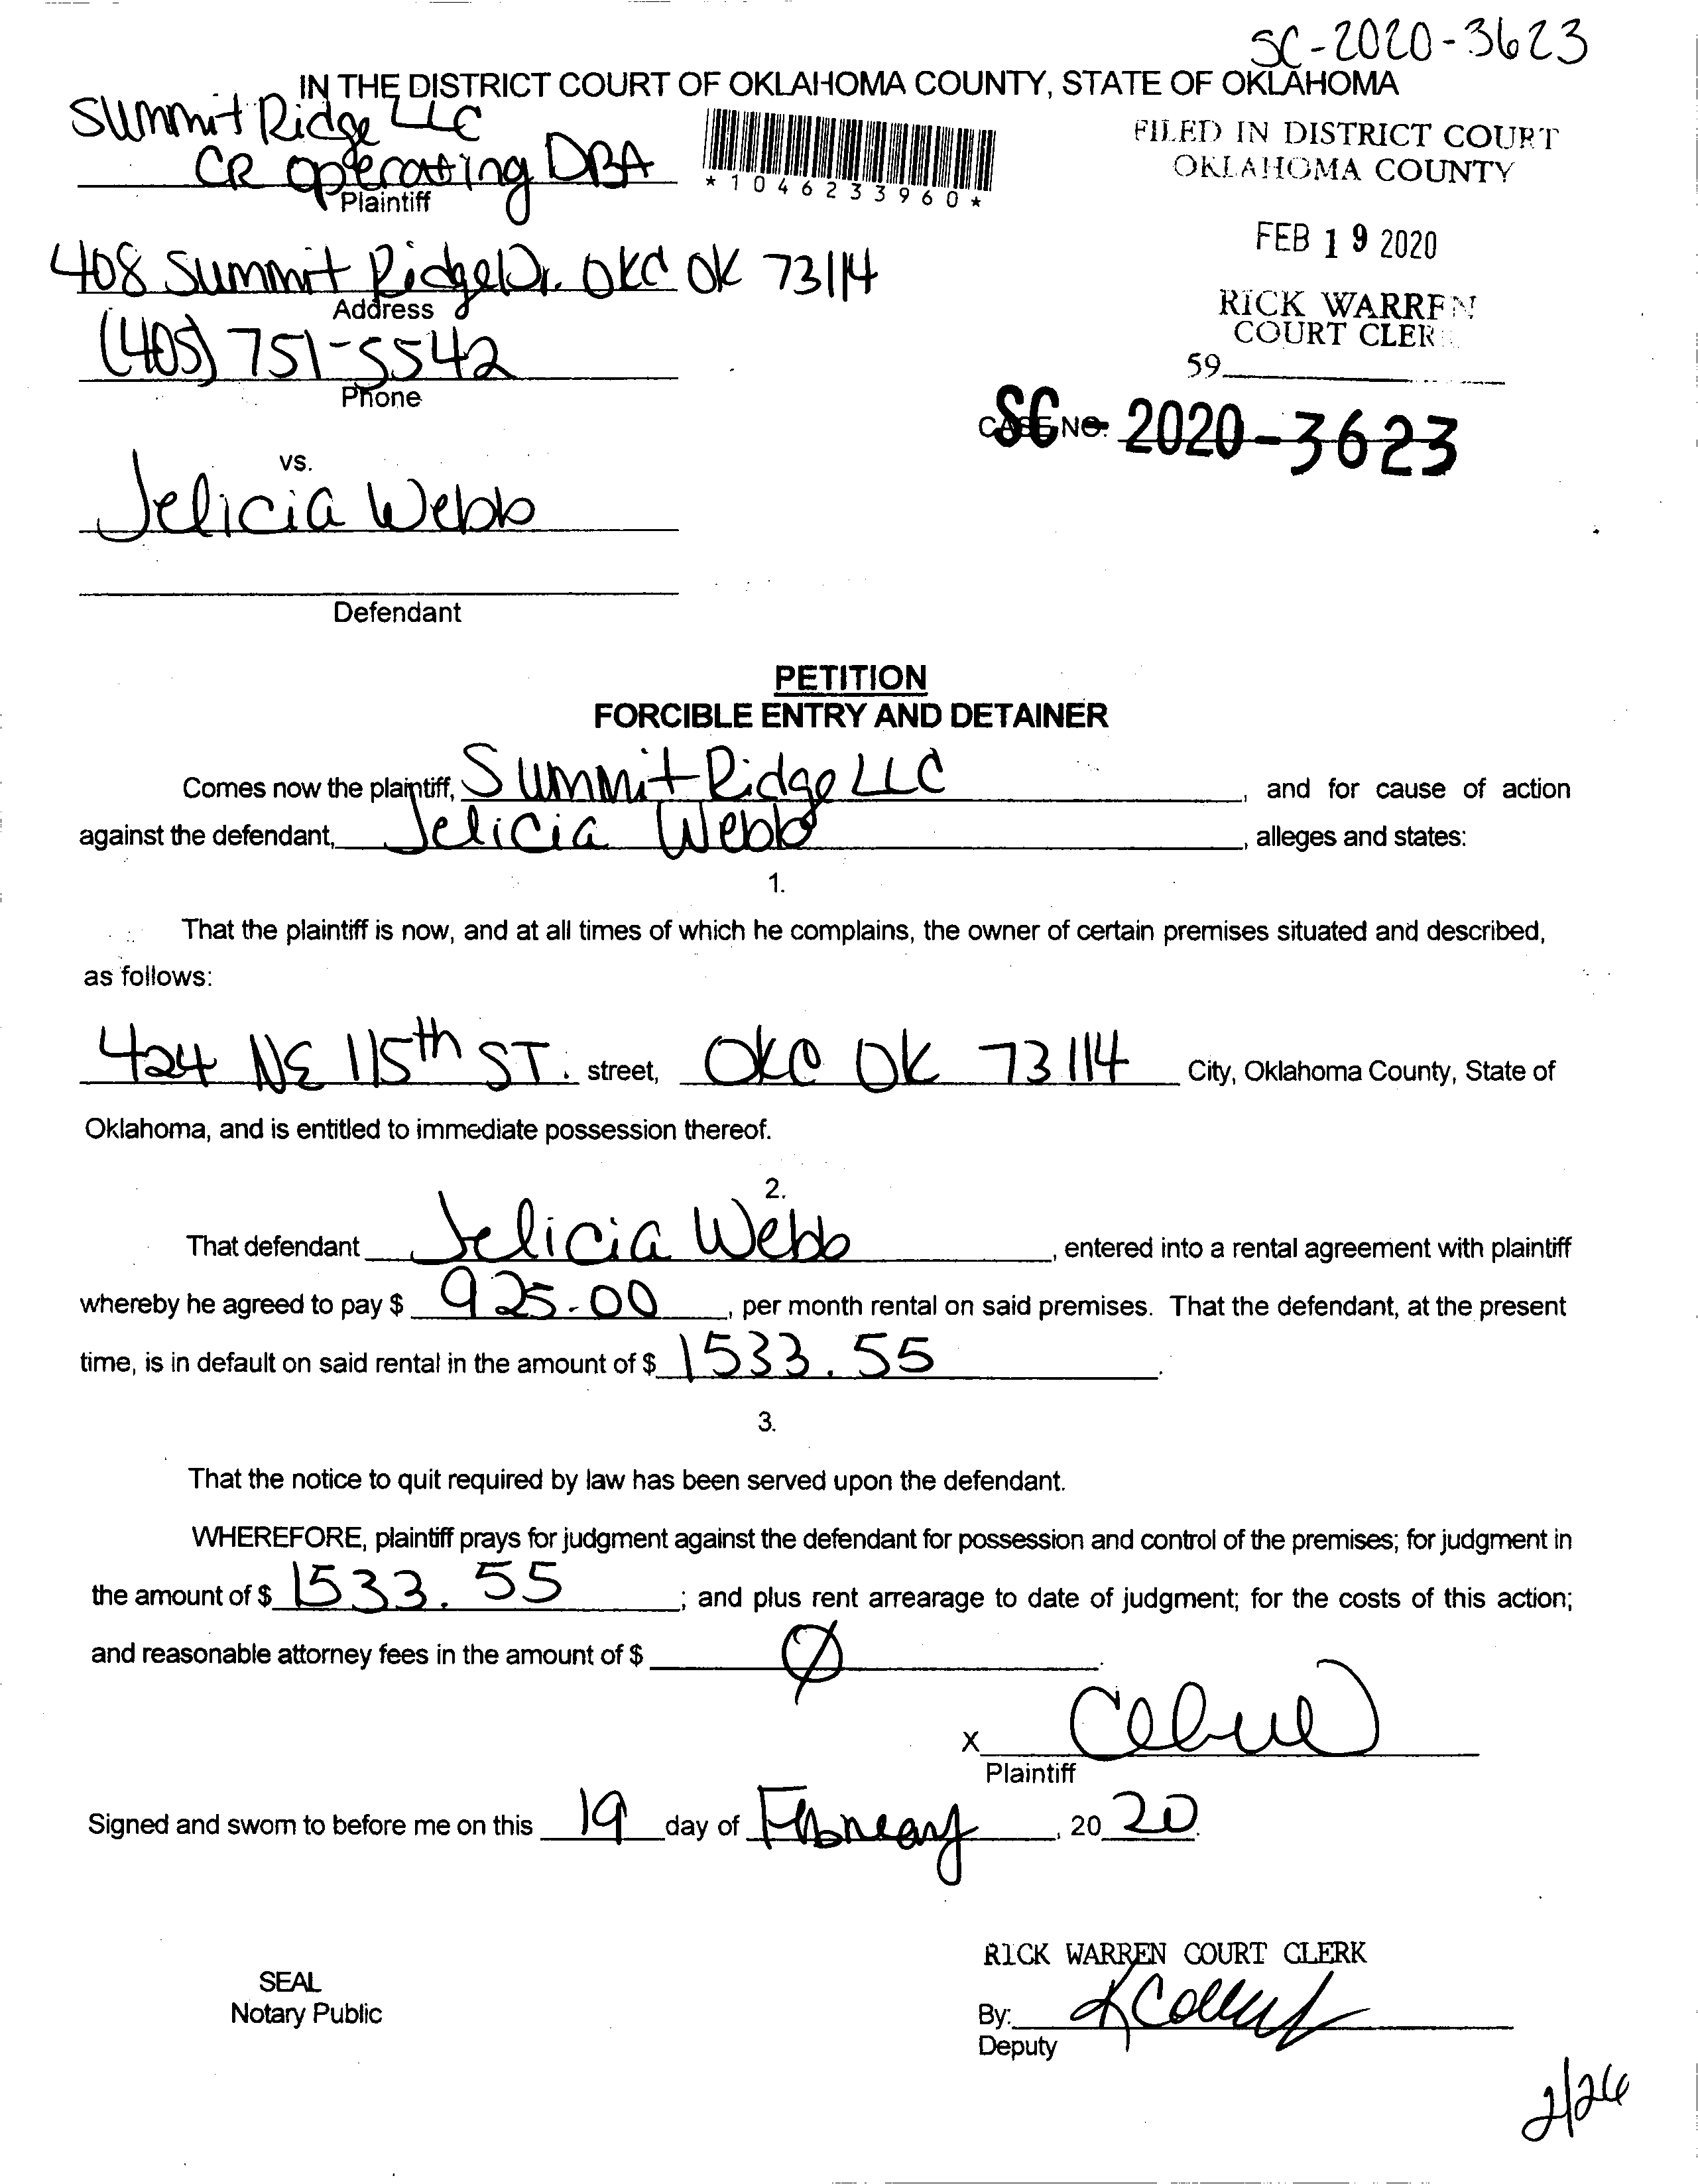 SC-2020-3623
IN THE DISTRICT COURT OF OKLAHOMA COUNTY, STATE OF OKLAHOMA
Summit Ridge LLC
CR operating DBA
Plaintiff
*1046233960*
FILED IN DISTRICT COURT
OKLAHOMA COUNTY
FEB 19 2020
RICK WARREN
COURT CLER
59
408 Summit Ridge Dr. OKC OK 73114
Address
(405) 751-5542
Phone
CASE NO.
SC 2020-3623
vs.
Jelicia Webb
Defendant
PETITION
FORCIBLE ENTRY AND DETAINER
Comes now the plaintiff, Summit Ridge LLC, and for cause of action
against the defendant, Jelicia Webb, alleges and states:
1.
That the plaintiff is now, and at all times of which he complains, the owner of certain premises situated and described,
as follows:
424 NE 115th ST. street, OKC OK 73114 City, Oklahoma County, State of
Oklahoma, and is entitled to immediate possession thereof.
2.
That defendant Jelicia Webb, entered into a rental agreement with plaintiff
whereby he agreed to pay $ 925.00, per month rental on said premises. That the defendant, at the present
time, is in default on said rental in the amount of $ 1533.55.
3.
That the notice to quit required by law has been served upon the defendant.
WHEREFORE, plaintiff prays for judgment against the defendant for possession and control of the premises; for judgment in
the amount of $ 1533.55; and plus rent arrearage to date of judgment; for the costs of this action;
and reasonable attorney fees in the amount of $ Ø.
X
Plaintiff
Signed and sworn to before me on this 19 day of February, 20 20.
RICK WARREN COURT CLERK
SEAL
Notary Public
By:
Deputy
2/26